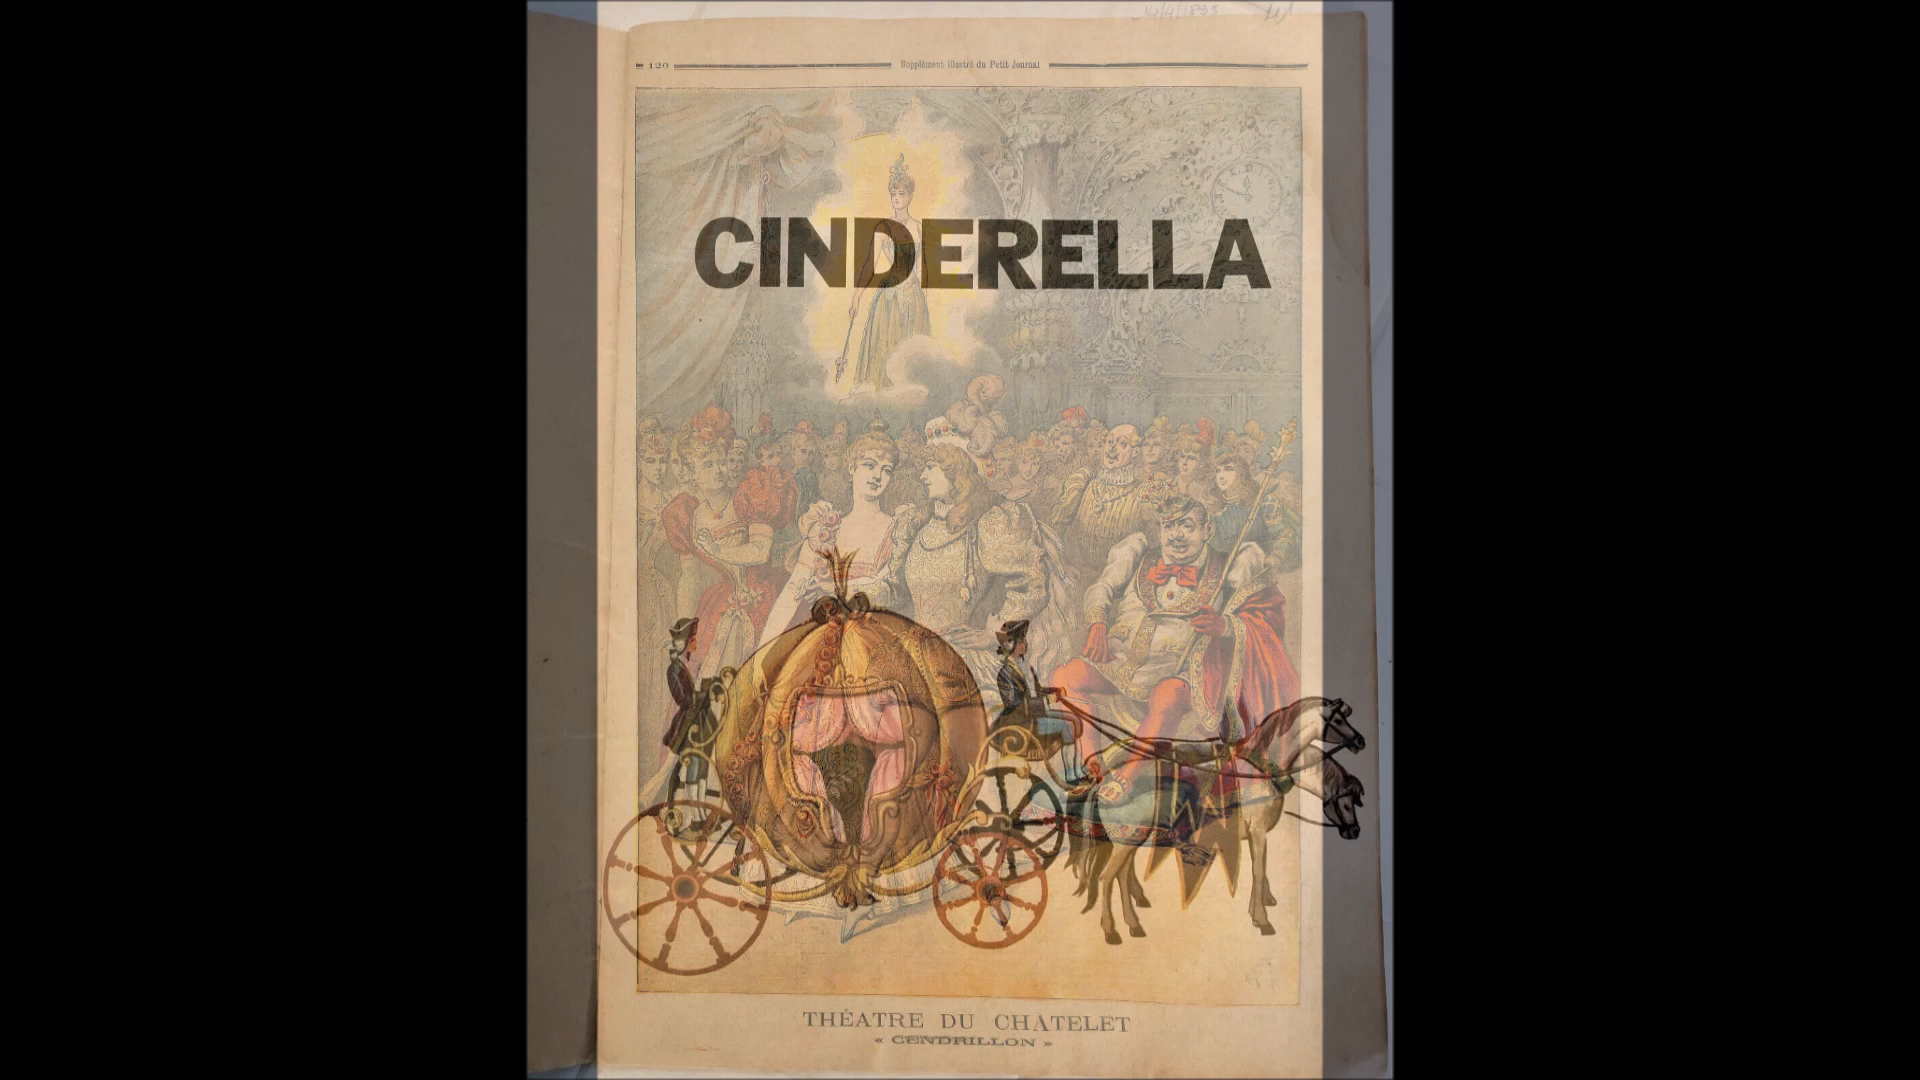 120
Supplément illustré du Petit Journal
CINDERELLA
THÉATRE DU CHATELET
« CENDRILLON »